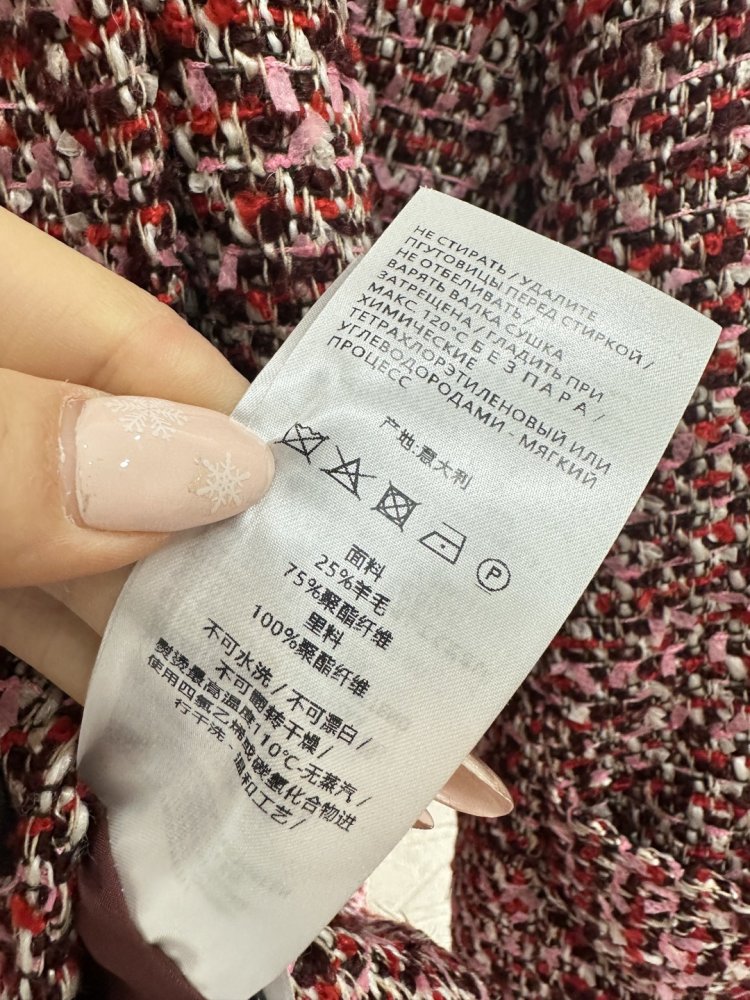 НЕ СТИРАТЬ / УДАЛИТЕ
ПГУТОВИЦЫ ПЕРЕД СТИРКОЙ /
НЕ ОТБЕЛИВАТЬ /
ВАРЯТЬ ВАЛКА СУШКА
ЗАТРЕЩЕНА / ГЛАДИТЬ ПРИ
МАКС 120°C Б Е З П А Р А /
ХИМИЧЕСКИЕ
ТЕТРАХЛОРЭТИЛЕНОВЫЙ ИЛИ
УГЛЕВОДОРОДАМИ - МЯГКИЙ
ПРОЦЕСС
产地:意大利
P
面料
25%羊毛
75%聚酯纤维
里料
100%聚酯纤维
不可水洗 / 不可漂白 /
不可翻转干燥 /
熨烫最高温度110°C-无蒸汽 /
使用四氯乙烯或碳氢化合物进
行干洗 - 温和工艺 /